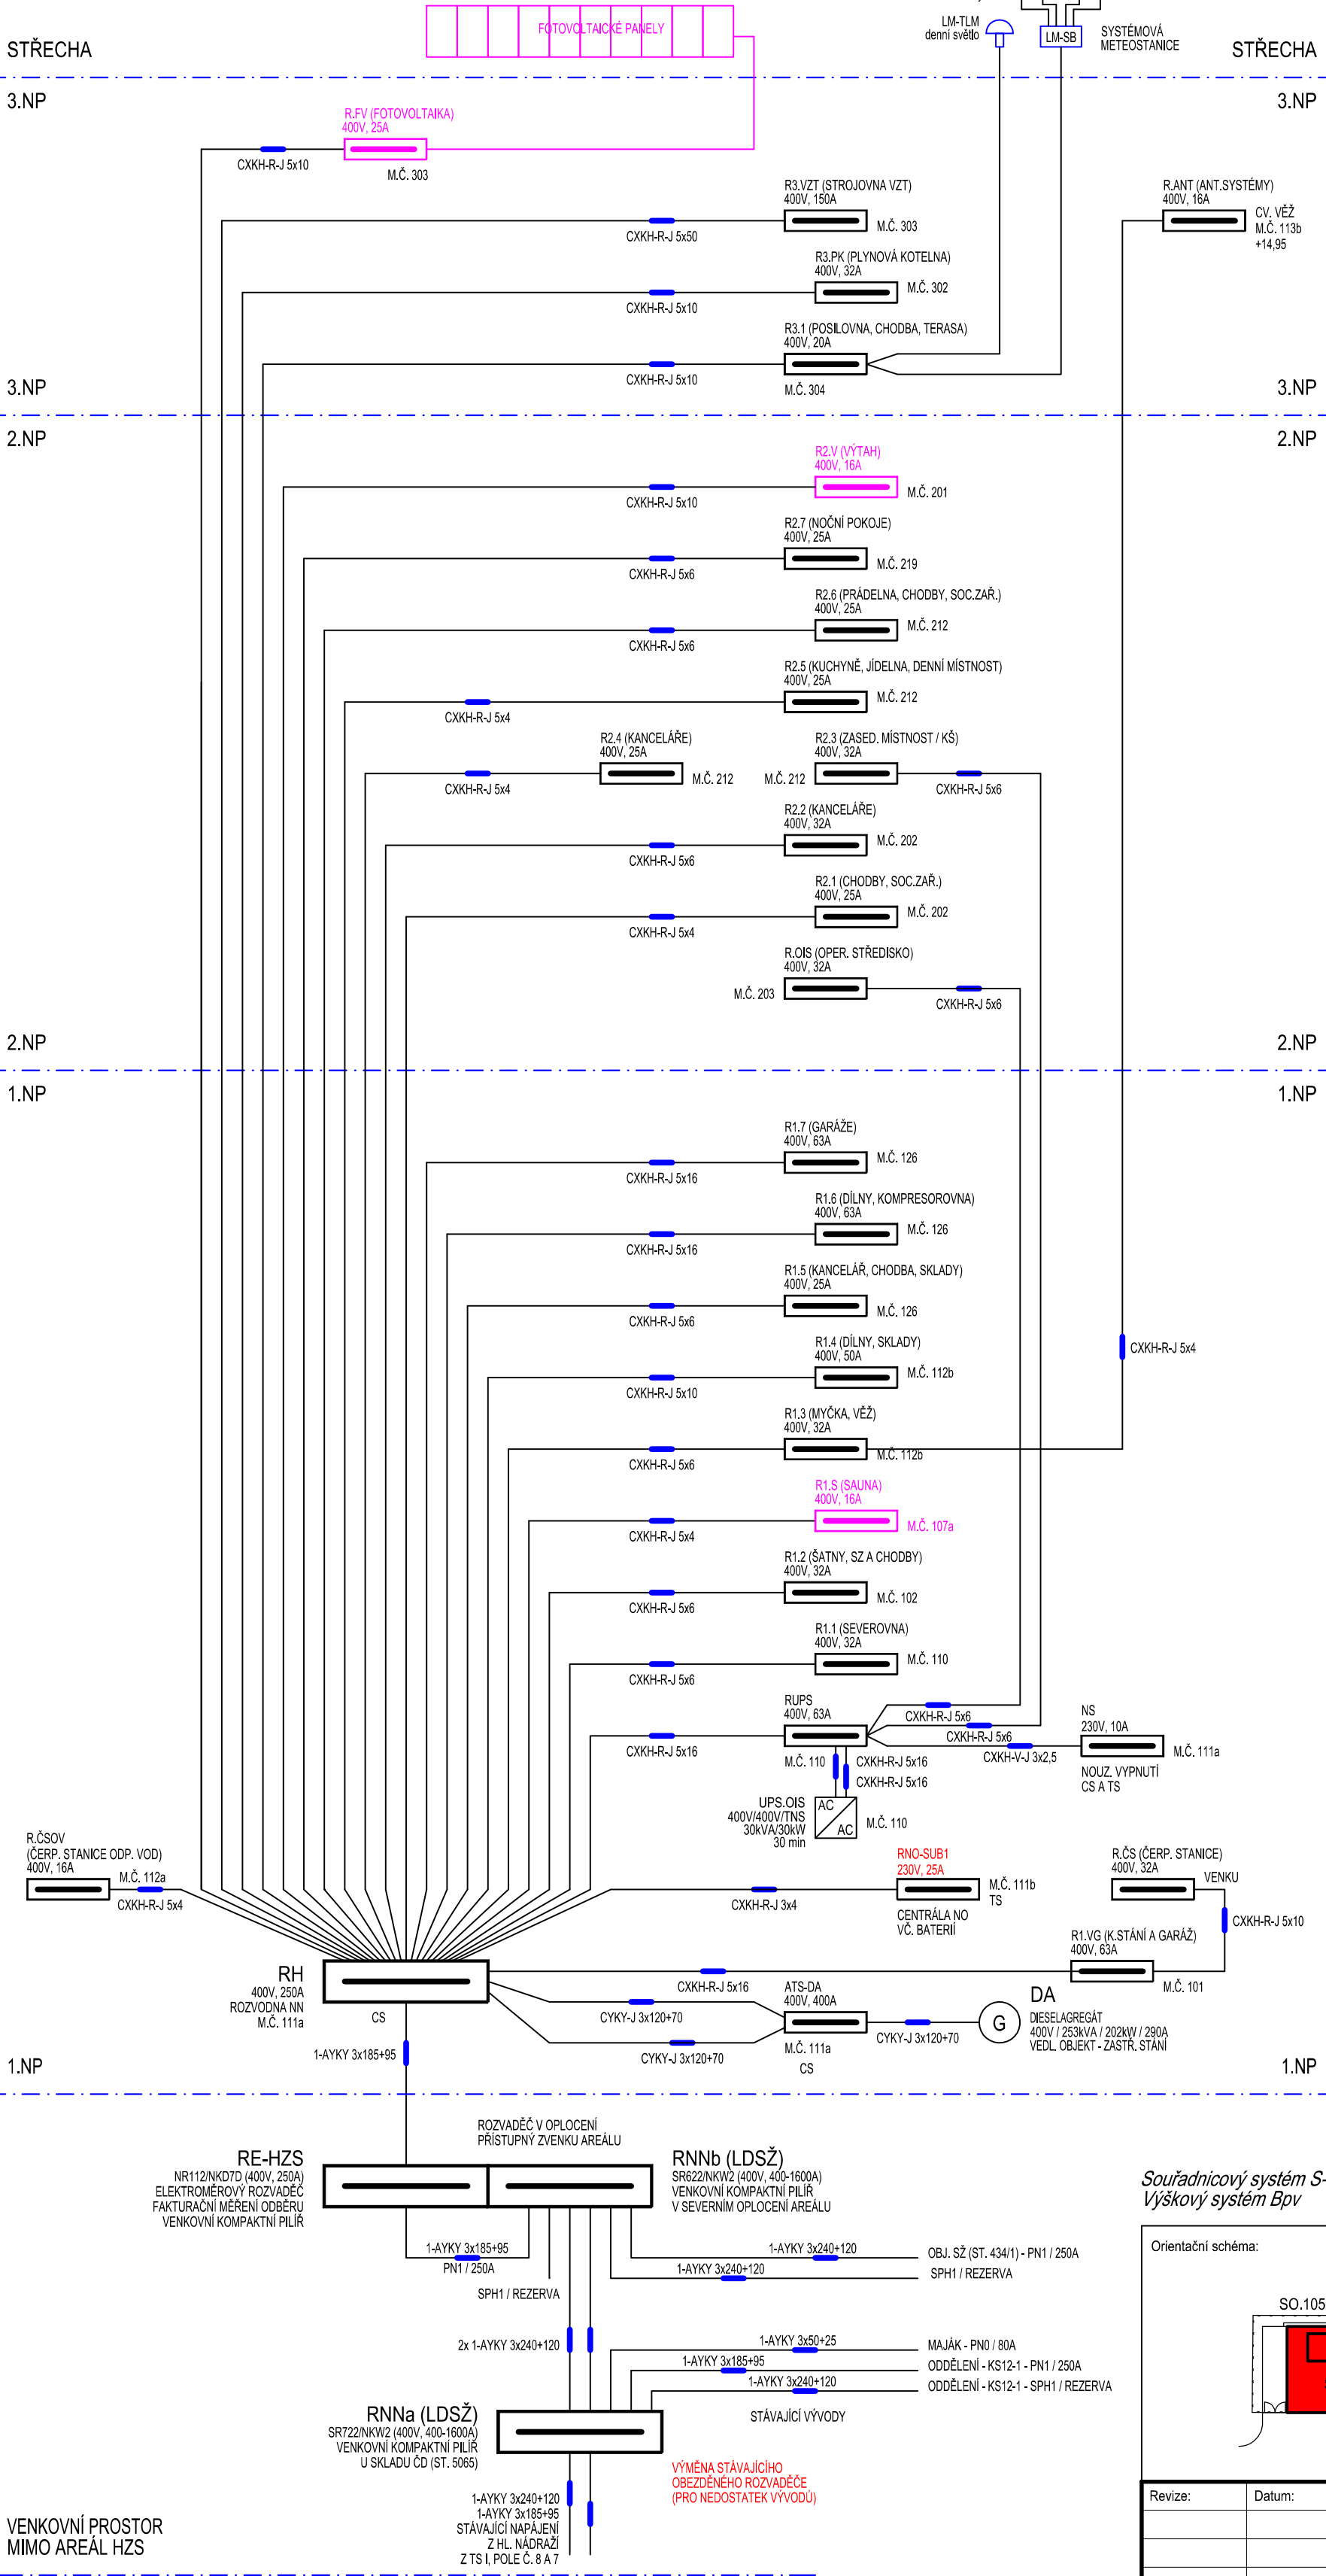 FOTOVOLTAICKÉ PANELY
LM-TLM
denní světlo
LM-SB
SYSTÉMOVÁ
METEOSTANICE
STŘECHA
STŘECHA
3.NP
3.NP
R.FV (FOTOVOLTAIKA)
400V, 25A
CXKH-R-J 5x10
M.Č. 303
R3.VZT (STROJOVNA VZT)
400V, 150A
M.Č. 303
CXKH-R-J 5x50
R.ANT (ANT.SYSTÉMY)
400V, 16A
CV. VĚŽ
M.Č. 113b
+14,95
R3.PK (PLYNOVÁ KOTELNA)
400V, 32A
M.Č. 302
CXKH-R-J 5x10
R3.1 (POSILOVNA, CHODBA, TERASA)
400V, 20A
CXKH-R-J 5x10
M.Č. 304
3.NP
3.NP
2.NP
2.NP
R2.V (VÝTAH)
400V, 16A
M.Č. 201
CXKH-R-J 5x10
R2.7 (NOČNÍ POKOJE)
400V, 25A
M.Č. 219
CXKH-R-J 5x6
R2.6 (PRÁDELNA, CHODBY, SOC.ZAŘ.)
400V, 25A
M.Č. 212
CXKH-R-J 5x6
R2.5 (KUCHYNĚ, JÍDELNA, DENNÍ MÍSTNOST)
400V, 25A
M.Č. 212
CXKH-R-J 5x4
R2.4 (KANCELÁŘE)
400V, 25A
M.Č. 212
CXKH-R-J 5x4
R2.3 (ZASED. MÍSTNOST / KŠ)
400V, 32A
M.Č. 212
CXKH-R-J 5x6
R2.2 (KANCELÁŘE)
400V, 32A
M.Č. 202
CXKH-R-J 5x6
R2.1 (CHODBY, SOC.ZAŘ.)
400V, 25A
M.Č. 202
CXKH-R-J 5x4
R.OIS (OPER. STŘEDISKO)
400V, 32A
M.Č. 203
CXKH-R-J 5x6
2.NP
2.NP
1.NP
1.NP
R1.7 (GARÁŽE)
400V, 63A
M.Č. 126
CXKH-R-J 5x16
R1.6 (DÍLNY, KOMPRESOROVNA)
400V, 63A
M.Č. 126
CXKH-R-J 5x16
R1.5 (KANCELÁŘ, CHODBA, SKLADY)
400V, 25A
M.Č. 126
CXKH-R-J 5x6
R1.4 (DÍLNY, SKLADY)
400V, 50A
M.Č. 112b
CXKH-R-J 5x10
CXKH-R-J 5x4
R1.3 (MYČKA, VĚŽ)
400V, 32A
M.Č. 112b
CXKH-R-J 5x6
R1.S (SAUNA)
400V, 16A
M.Č. 107a
CXKH-R-J 5x4
R1.2 (ŠATNY, SZ A CHODBY)
400V, 32A
M.Č. 102
CXKH-R-J 5x6
R1.1 (SEVEROVNA)
400V, 32A
M.Č. 110
CXKH-R-J 5x6
RUPS
400V, 63A
CXKH-R-J 5x16
M.Č. 110
CXKH-R-J 5x6
CXKH-R-J 5x6
CXKH-V-J 3x2,5
CXKH-R-J 5x16
CXKH-R-J 5x16
NS
230V, 10A
M.Č. 111a
NOUZ. VYPNUTÍ
CS A TS
UPS.OIS
400V/400V/TNS
30kVA/30kW
30 min
AC
AC
M.Č. 110
R.ČSOV
(ČERP. STANICE ODP. VOD)
400V, 16A
M.Č. 112a
CXKH-R-J 5x4
RNO-SUB1
230V, 25A
M.Č. 111b
TS
CXKH-R-J 3x4
CENTRÁLA NO
VČ. BATERIÍ
R.ČS (ČERP. STANICE)
400V, 32A
VENKU
CXKH-R-J 5x10
R1.VG (K.STÁNÍ A GARÁŽ)
400V, 63A
M.Č. 101
CXKH-R-J 5x16
RH
400V, 250A
ROZVODNA NN
M.Č. 111a
CS
ATS-DA
400V, 400A
M.Č. 111a
CS
CYKY-J 3x120+70
CYKY-J 3x120+70
CYKY-J 3x120+70
G
DA
DIESELAGREGÁT
400V / 253kVA / 202kW / 290A
VEDL. OBJEKT - ZASTŘ. STÁNÍ
1-AYKY 3x185+95
1.NP
1.NP
ROZVADĚČ V OPLOCENÍ
PŘÍSTUPNÝ ZVENKU AREÁLU
RE-HZS
NR112/NKD7D (400V, 250A)
ELEKTROMĚROVÝ ROZVADĚČ
FAKTURAČNÍ MĚŘENÍ ODBĚRU
VENKOVNÍ KOMPAKTNÍ PILÍŘ
RNNb (LDSŽ)
SR622/NKW2 (400V, 400-1600A)
VENKOVNÍ KOMPAKTNÍ PILÍŘ
V SEVERNÍM OPLOCENÍ AREÁLU
1-AYKY 3x185+95
PN1 / 250A
SPH1 / REZERVA
1-AYKY 3x240+120
OBJ. SŽ (ST. 434/1) - PN1 / 250A
1-AYKY 3x240+120
SPH1 / REZERVA
2x 1-AYKY 3x240+120
1-AYKY 3x50+25
MAJÁK - PN0 / 80A
1-AYKY 3x185+95
ODDĚLENÍ - KS12-1 - PN1 / 250A
1-AYKY 3x240+120
ODDĚLENÍ - KS12-1 - SPH1 / REZERVA
STÁVAJÍCÍ VÝVODY
RNNa (LDSŽ)
SR722/NKW2 (400V, 400-1600A)
VENKOVNÍ KOMPAKTNÍ PILÍŘ
U SKLADU ČD (ST. 5065)
VÝMĚNA STÁVAJÍCÍHO
OBEZDĚNÉHO ROZVADĚČE
(PRO NEDOSTATEK VÝVODŮ)
1-AYKY 3x240+120
1-AYKY 3x185+95
STÁVAJÍCÍ NAPÁJENÍ
Z HL. NÁDRAŽÍ
Z TS I, POLE Č. 8 A 7
VENKOVNÍ PROSTOR
MIMO AREÁL HZS
Souřadnicový systém S-
Výškový systém Bpv
Orientační schéma:
SO.105
Revize:
Datum: